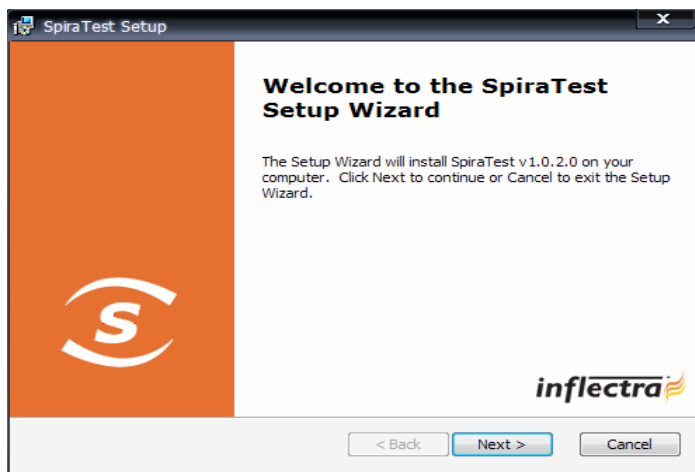 SpiraTest Setup
X
Welcome to the SpiraTest
Setup Wizard
The Setup Wizard will install SpiraTest v1.0.2.0 on your
computer. Click Next to continue or Cancel to exit the Setup
Wizard.
S
inflectra
< Back Next > Cancel